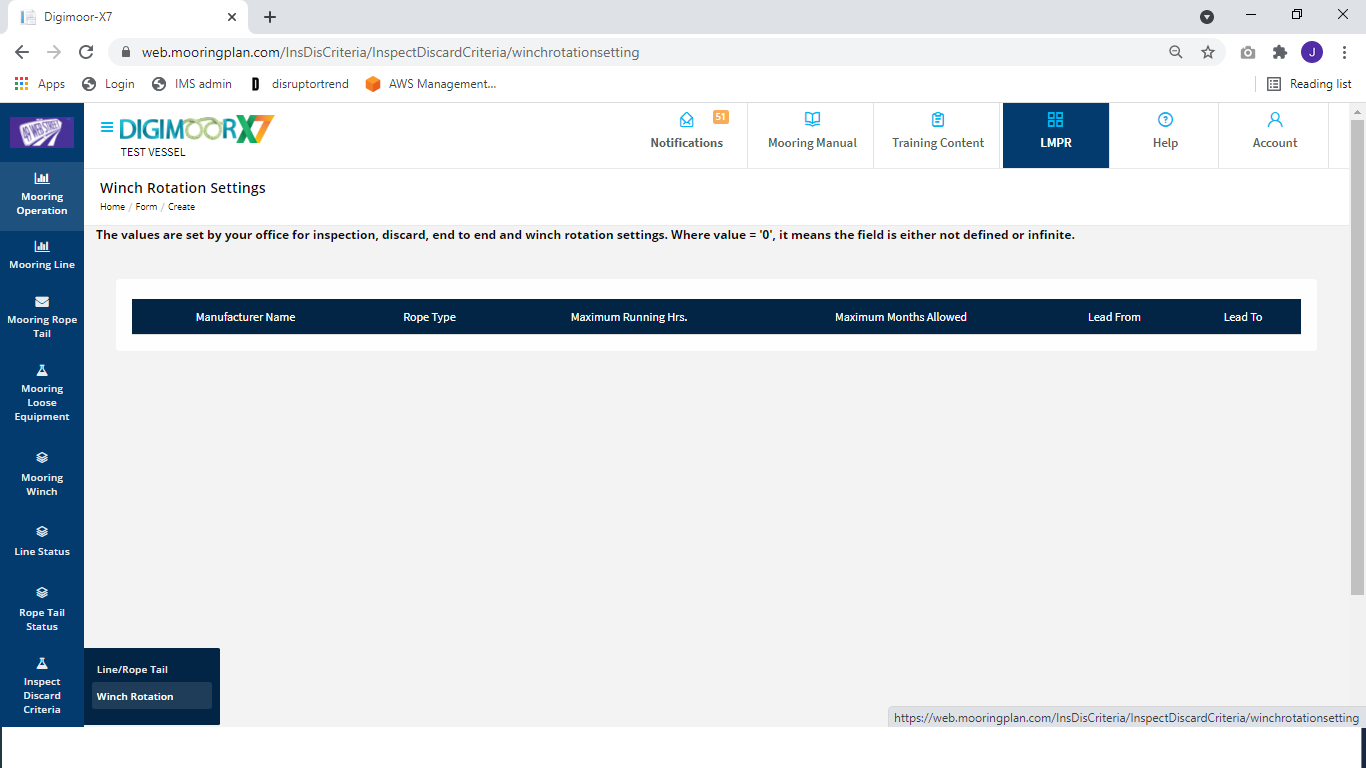 Digimoor-X7
web.mooringplan.com/InsDisCriteria/InspectDiscardCriteria/winchrotationsetting
J
Apps
Login
IMS admin
D
disruptortrend
AWS Management...
Reading list
49 WEB STREET
DIGIMOORX7
TEST VESSEL
51
Notifications
Mooring Manual
Training Content
LMPR
Help
Account
Mooring
Operation
Mooring Line
Mooring Rope
Tail
Mooring
Loose
Equipment
Mooring
Winch
Line Status
Rope Tail
Status
Inspect
Discard
Criteria
Winch Rotation Settings
Home / Form / Create
The values are set by your office for inspection, discard, end to end and winch rotation settings. Where value = '0', it means the field is either not defined or infinite.
Manufacturer Name
Rope Type
Maximum Running Hrs.
Maximum Months Allowed
Lead From
Lead To
Line/Rope Tail
Winch Rotation
https://web.mooringplan.com/InsDisCriteria/InspectDiscardCriteria/winchrotationsetting